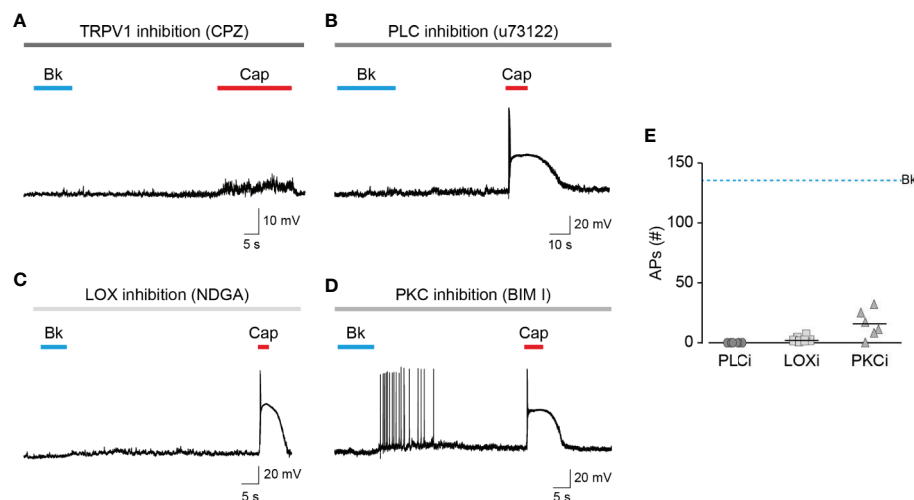 A
TRPV1 inhibition (CPZ)
Bk
Cap
10 mV
5 s
B
PLC inhibition (u73122)
Bk
Cap
20 mV
10 s
C
LOX inhibition (NDGA)
Bk
Cap
20 mV
5 s
D
PKC inhibition (BIM I)
Bk
Cap
20 mV
5 s
E
150
100
50
0
APs (#)
Bk
PLCi
LOXi
PKCi